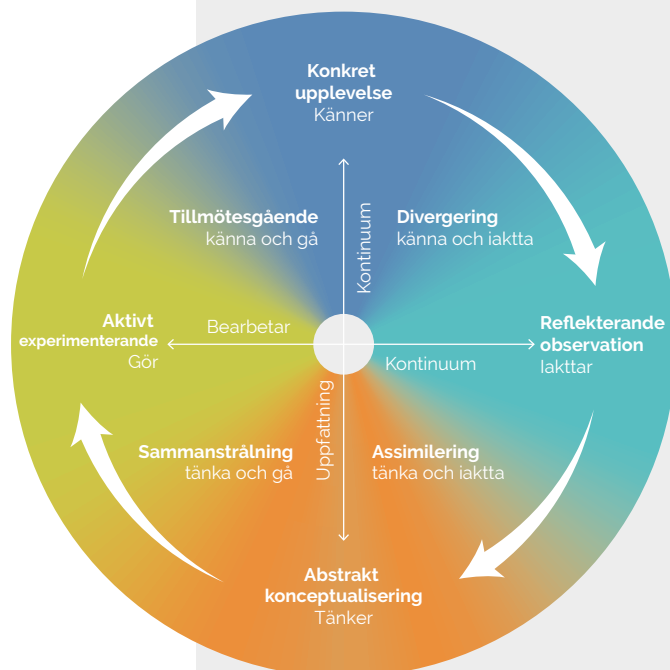 Konkret
upplevelse
Känner
Tillmötesgående
känna och gå
Kontinuum
Divergering
känna och iaktta
Aktivt
experimenterande
Gör
Bearbetar
Kontinuum
Reflekterande
observation
Iakttar
Sammanstrålning
tänka och gå
Uppfattning
Assimilering
tänka och iaktta
Abstrakt
konceptualisering
Tänker